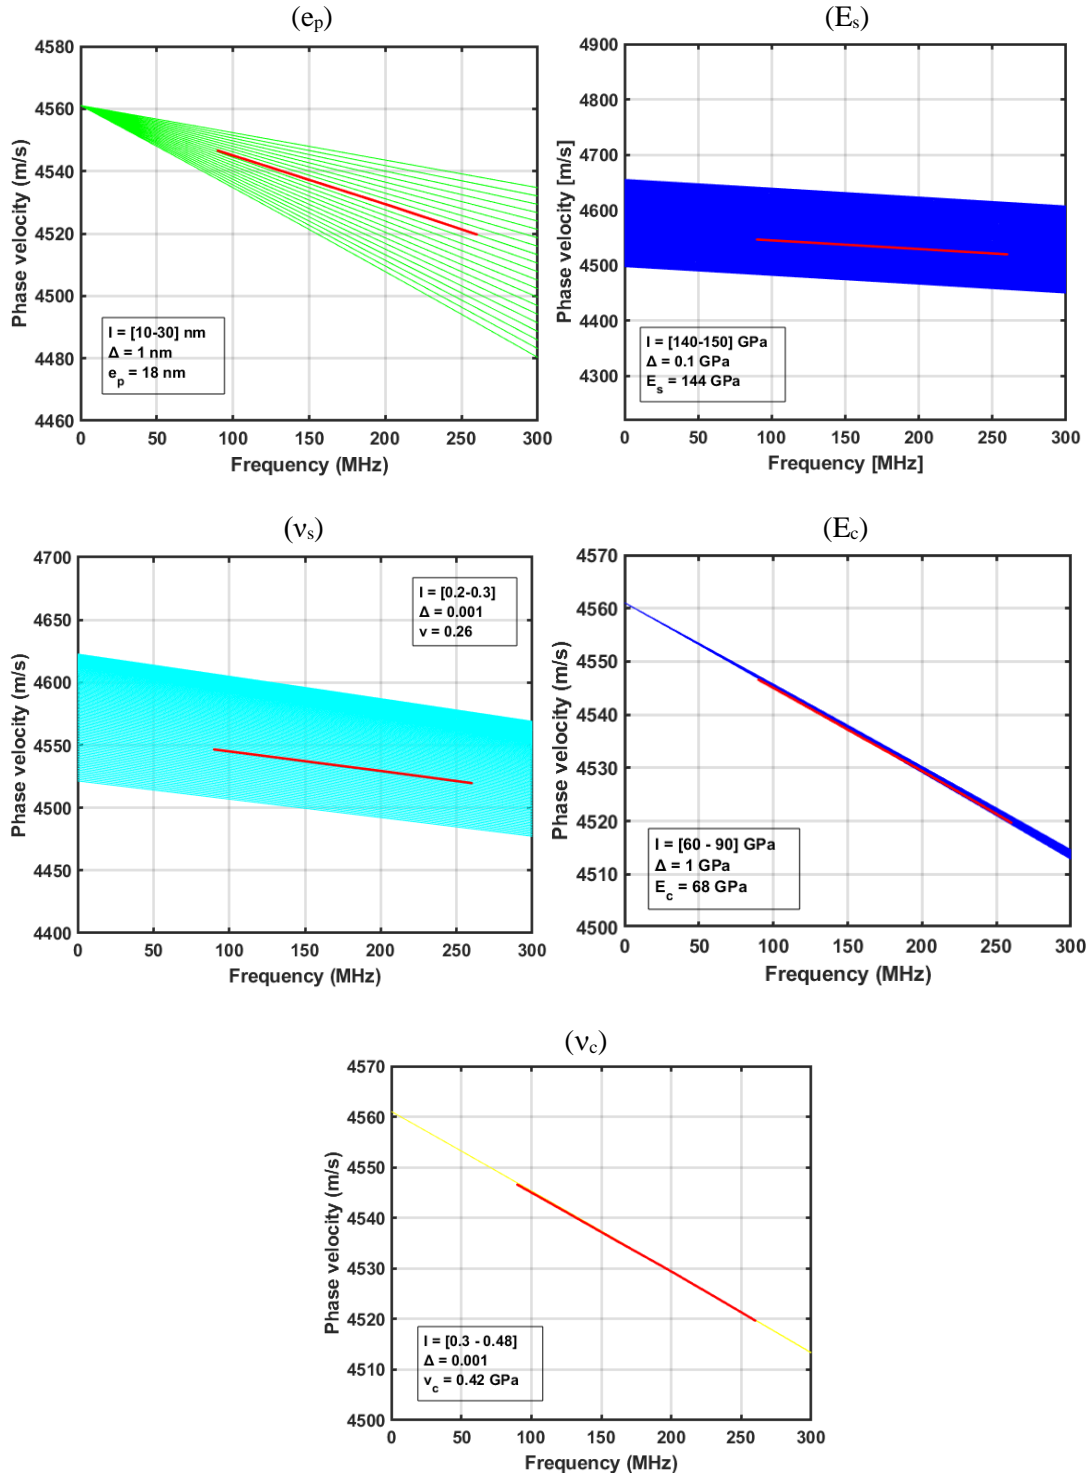 (eₚ)
4580
4560
4540
4520
4500
4480
4460
Phase velocity (m/s)
I = [10-30] nm
Δ = 1 nm
eₚ = 18 nm
0 50 100 150 200 250 300
Frequency (MHz)
(Eₛ)
4900
4800
4700
4600
4500
4400
4300
Phase velocity [m/s]
I = [140-150] GPa
Δ = 0.1 GPa
Eₛ = 144 GPa
0 50 100 150 200 250 300
Frequency [MHz]
(νₛ)
4700
4650
4600
4550
4500
4450
4400
Phase velocity (m/s)
I = [0.2-0.3]
Δ = 0.001
v = 0.26
0 50 100 150 200 250 300
Frequency (MHz)
(E꜀)
4570
4560
4550
4540
4530
4520
4510
4500
Phase velocity (m/s)
I = [60 - 90] GPa
Δ = 1 GPa
E꜀ = 68 GPa
0 50 100 150 200 250 300
Frequency (MHz)
(ν꜀)
4570
4560
4550
4540
4530
4520
4510
4500
Phase velocity (m/s)
I = [0.3 - 0.48]
Δ = 0.001
v꜀ = 0.42 GPa
0 50 100 150 200 250 300
Frequency (MHz)